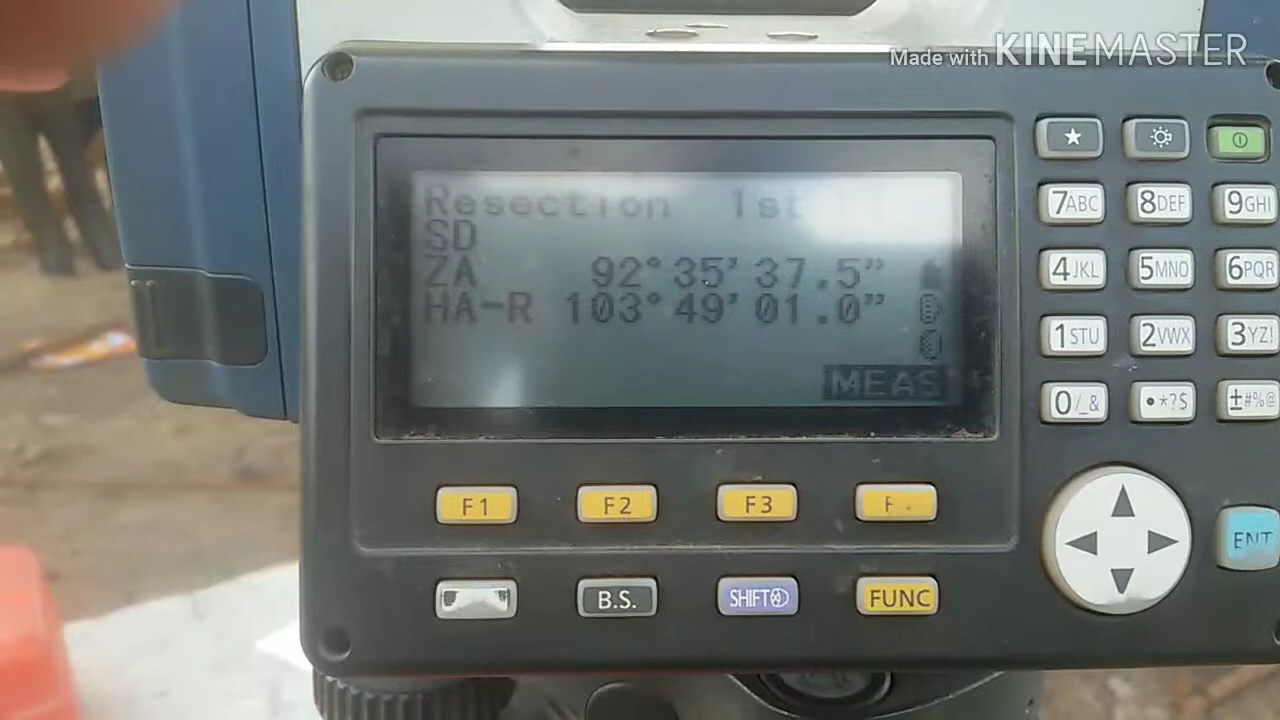 Made with KINEMASTER
Resection 1st
SD
ZA 92°35'37.5"
HA-R 103°49'01.0"
MEAS
★
7ABC 8DEF 9GHI
4JKL 5MNO 6PQR
1STU 2VWX 3YZ!
0/_& •*?$ ±#%@
F1 F2 F3 F
B.S. SHIFT FUNC
ENT